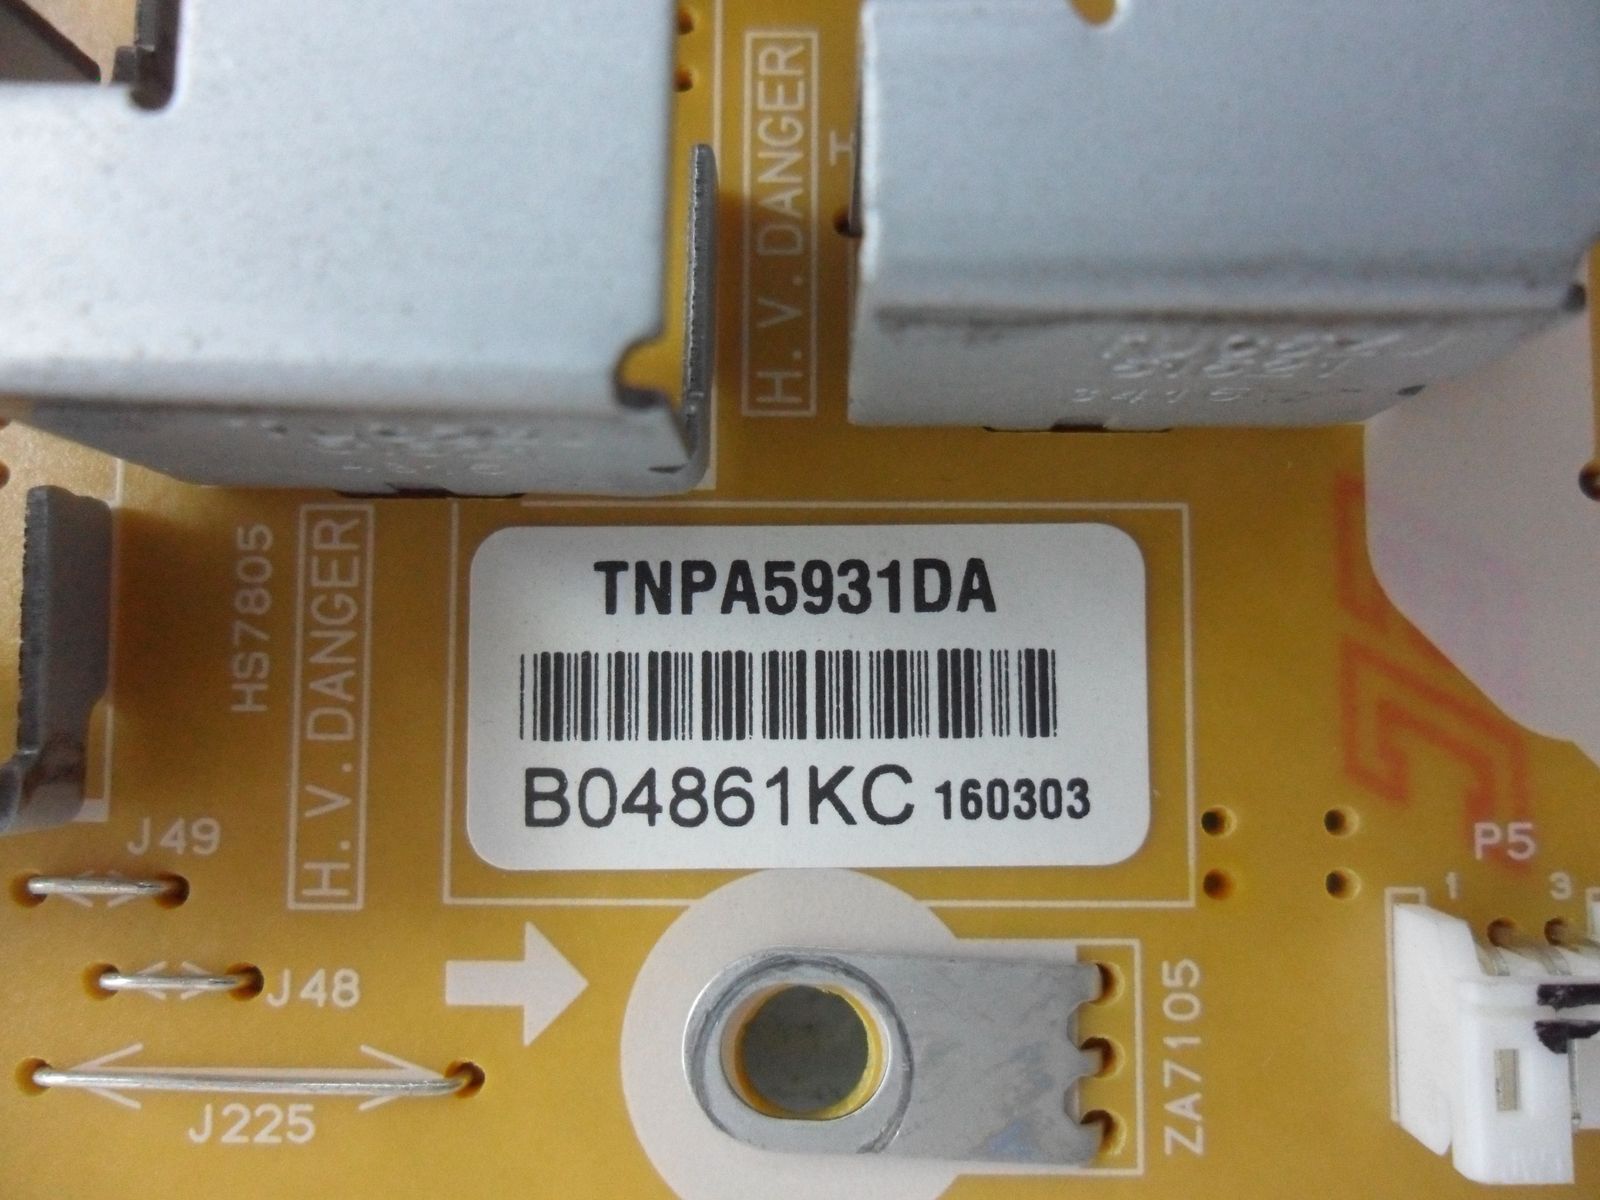 H.V.DANGER
H.V.DANGER
HS7805
TNPA5931DA
B04861KC 160303
J49
J48
J225
ZA7105
P5
1 3